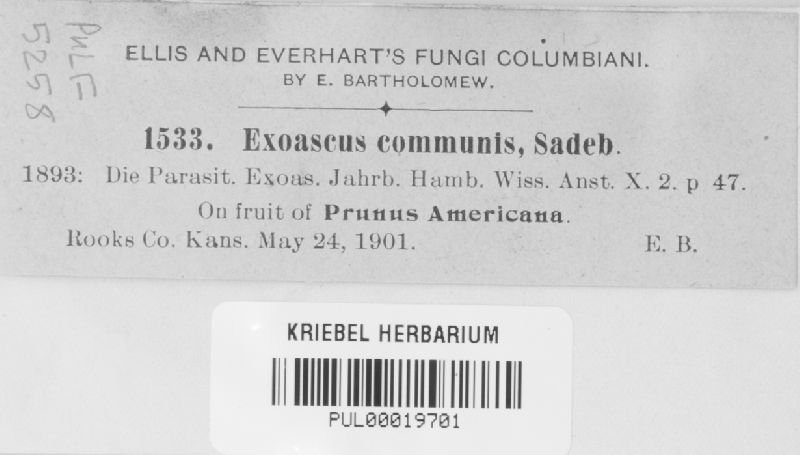 PULF
5258
ELLIS AND EVERHART'S FUNGI COLUMBIANI.
BY E. BARTHOLOMEW.
1533. Exoascus communis, Sadeb.
1893: Die Parasit. Exoas. Jahrb. Hamb. Wiss. Anst. X. 2. p 47.
On fruit of Prunus Americana.
Rooks Co. Kans. May 24, 1901. E. B.
KRIEBEL HERBARIUM
PUL00019701